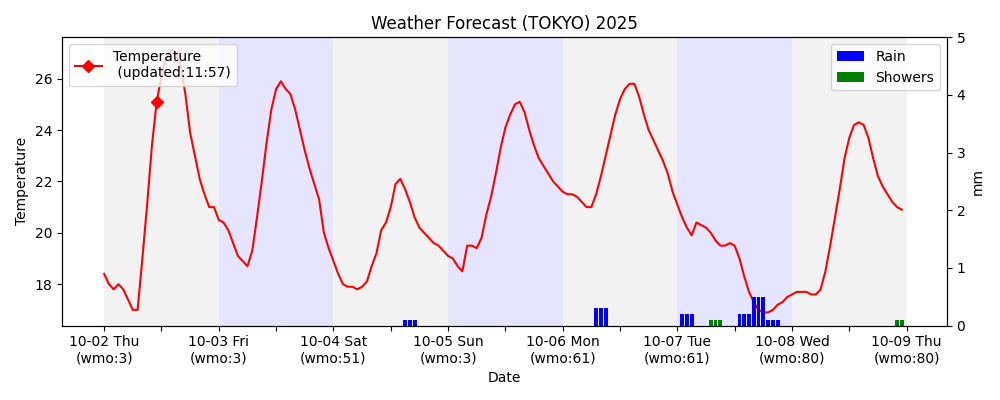 Weather Forecast (TOKYO) 2025
Temperature
(updated:11:57)
Rain
Showers
26
24
22
20
18
Temperature
5
4
3
2
1
0
mm
10-02 Thu
(wmo:3)
10-03 Fri
(wmo:3)
10-04 Sat
(wmo:51)
10-05 Sun
(wmo:3)
10-06 Mon
(wmo:61)
10-07 Tue
(wmo:61)
10-08 Wed
(wmo:80)
10-09 Thu
(wmo:80)
Date